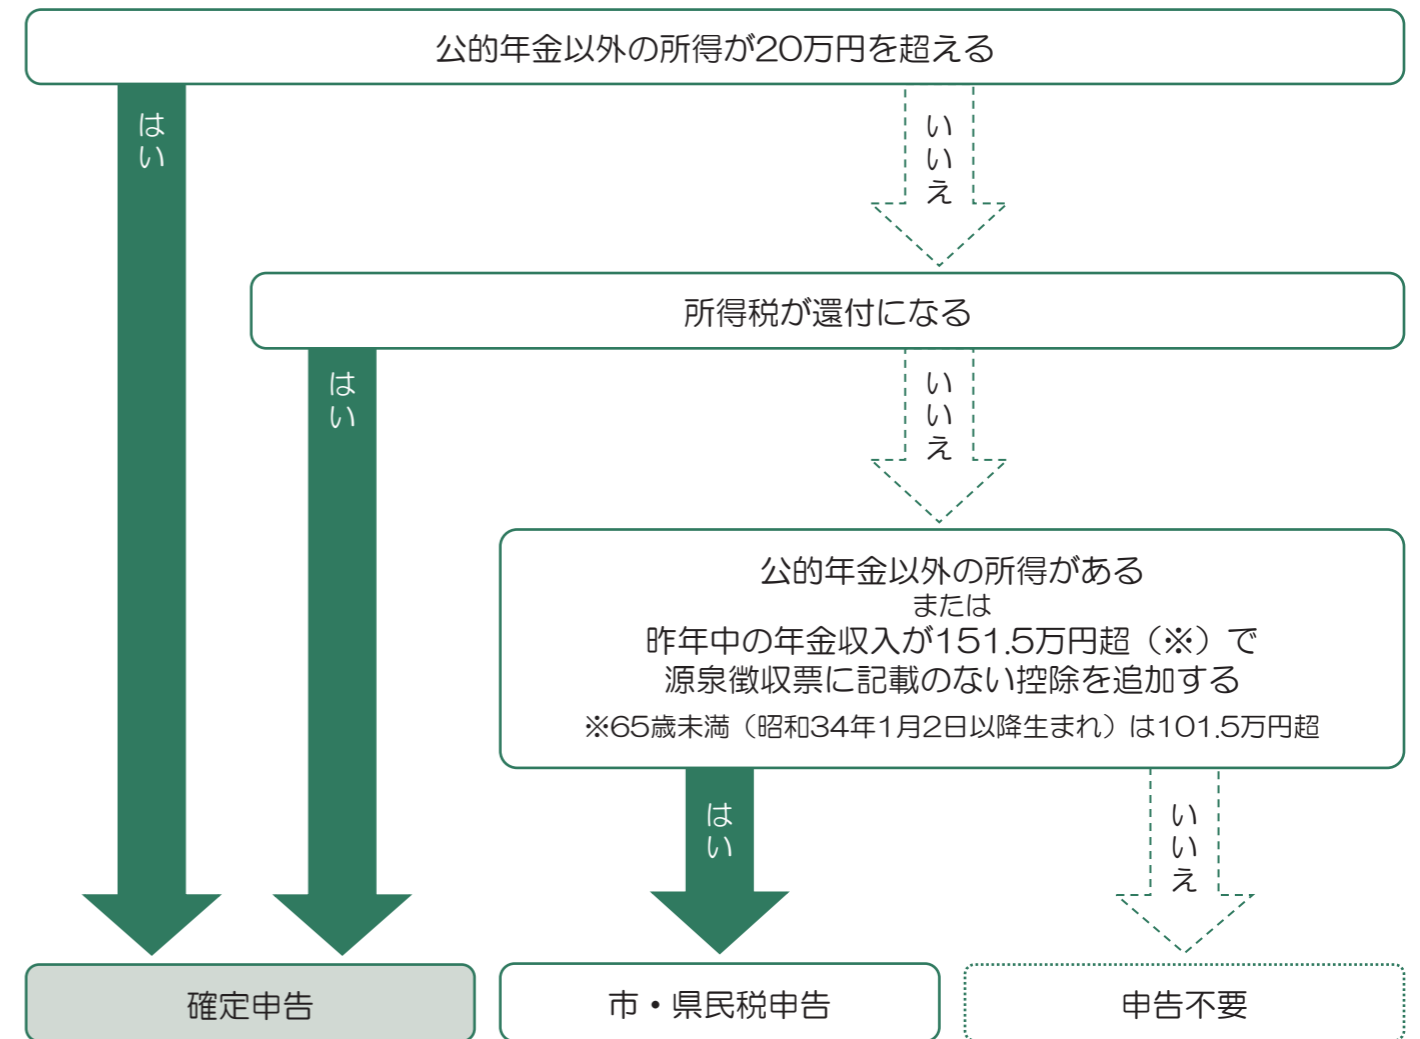 公的年金以外の所得が20万円を超える
はい
いいえ
所得税が還付になる
はい
いいえ
公的年金以外の所得がある
または
昨年中の年金収入が151.5万円超（※）で
源泉徴収票に記載のない控除を追加する
※65歳未満（昭和34年1月2日以降生まれ）は101.5万円超
はい
いいえ
確定申告
市・県民税申告
申告不要